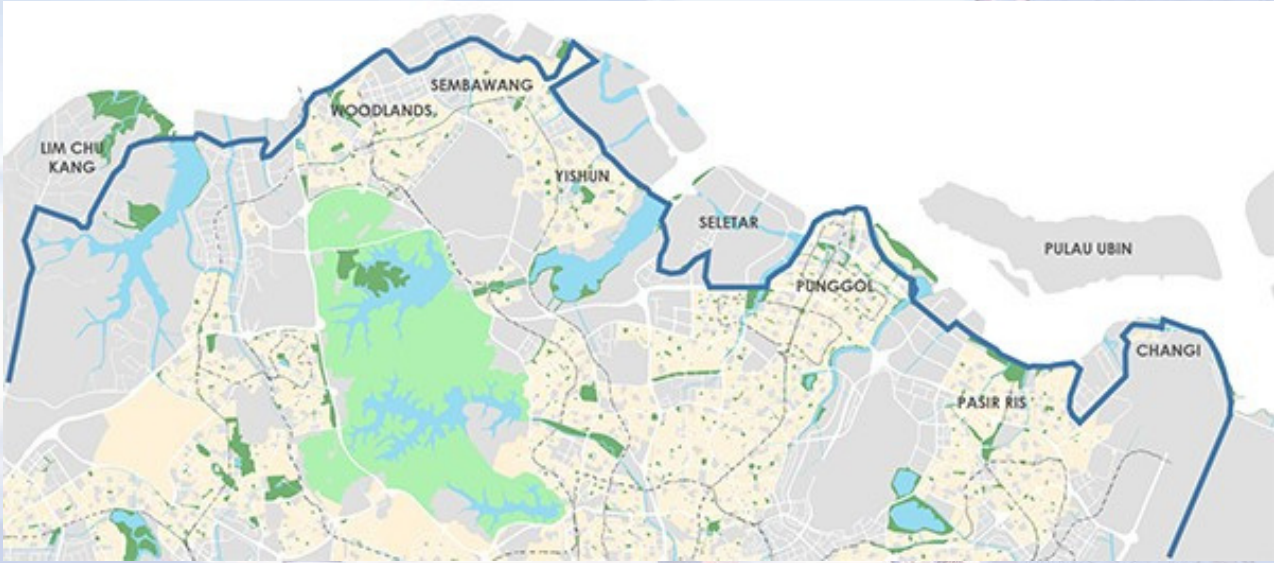 SEMBAWANG
WOODLANDS
LIM CHU
KANG
YISHUN
SELETAR
PULAU UBIN
PUNGGOL
CHANGI
PASIR RIS